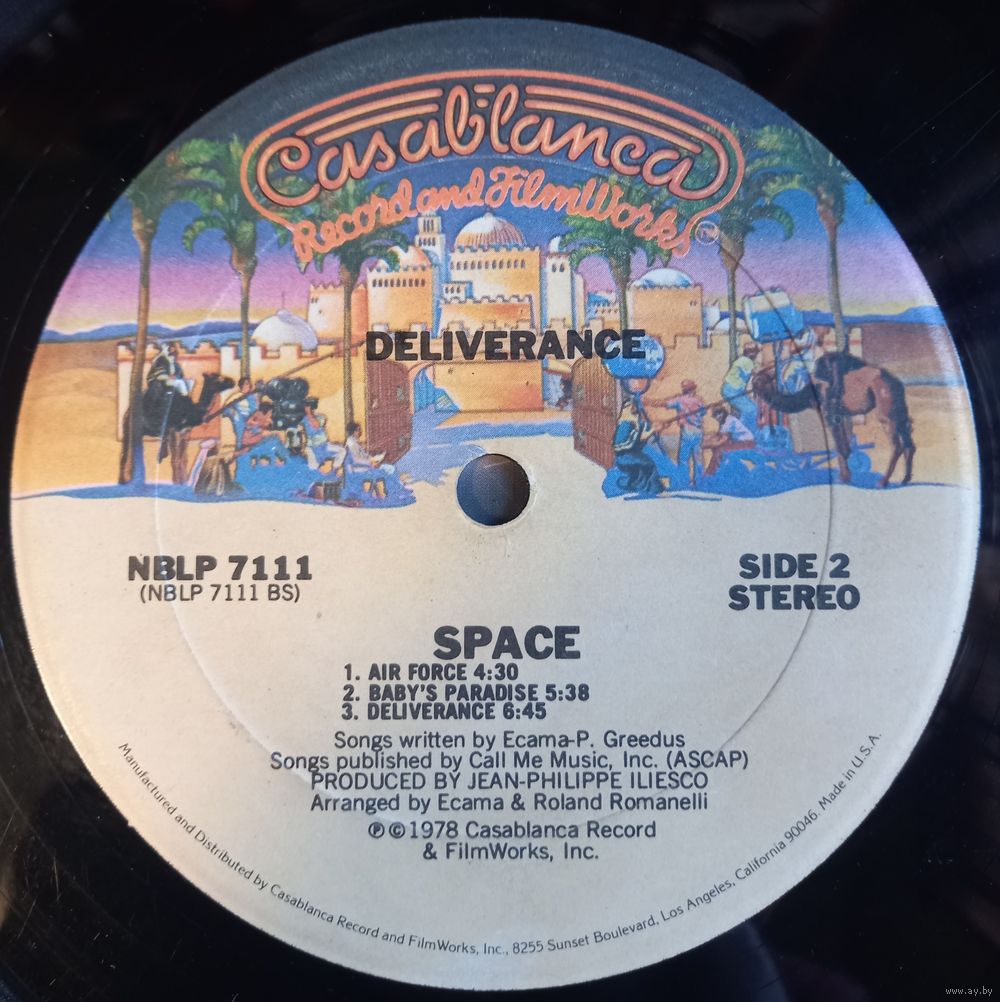 Casablanca
Record and FilmWorks
DELIVERANCE
NBLP 7111
(NBLP 7111 BS)
SIDE 2
STEREO
SPACE
1. AIR FORCE 4:30
2. BABY'S PARADISE 5:38
3. DELIVERANCE 6:45
Songs written by Ecama-P. Greedus
Songs published by Call Me Music, Inc. (ASCAP)
PRODUCED BY JEAN-PHILIPPE ILIESCO
Arranged by Ecama & Roland Romanelli
℗©1978 Casablanca Record
& FilmWorks, Inc.
Manufactured and Distributed by Casablanca Record and FilmWorks, Inc., 8255 Sunset Boulevard, Los Angeles, California 90046. Made in U.S.A.
www.ay.by